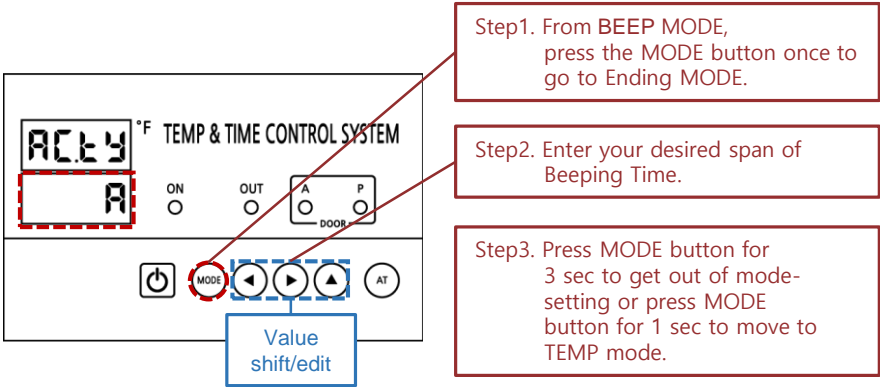 Step1. From BEEP MODE,
press the MODE button once to
go to Ending MODE.
AC.ty
°F
TEMP & TIME CONTROL SYSTEM
A
ON
OUT
A
P
DOOR
Step2. Enter your desired span of
Beeping Time.
MODE
AT
Value
shift/edit
Step3. Press MODE button for
3 sec to get out of mode-
setting or press MODE
button for 1 sec to move to
TEMP mode.